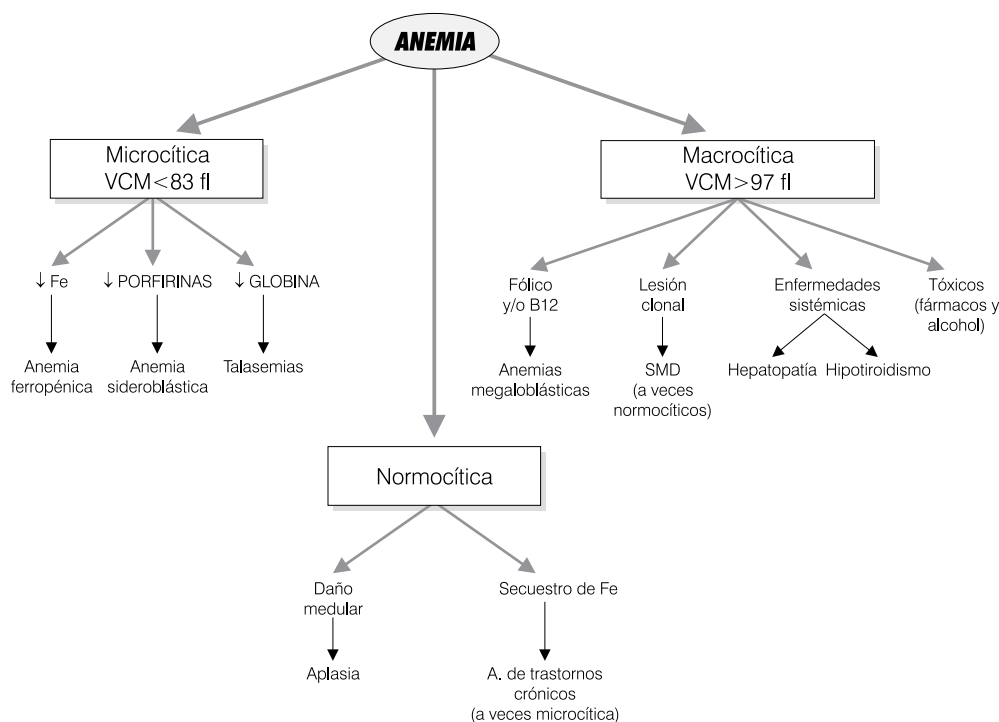 ANEMIA
Microcítica
VCM<83 fl
Macrocítica
VCM>97 fl
↓ Fe
↓ PORFIRINAS
↓ GLOBINA
Anemia
ferropénica
Anemia
sideroblástica
Talasemias
Fólico
y/o B12
Lesión
clonal
Enfermedades
sistémicas
Tóxicos
(fármacos y
alcohol)
Anemias
megaloblásticas
SMD
(a veces
normocíticos)
Hepatopatía
Hipotiroidismo
Normocítica
Daño
medular
Secuestro de Fe
Aplasia
A. de trastornos
crónicos
(a veces microcítica)